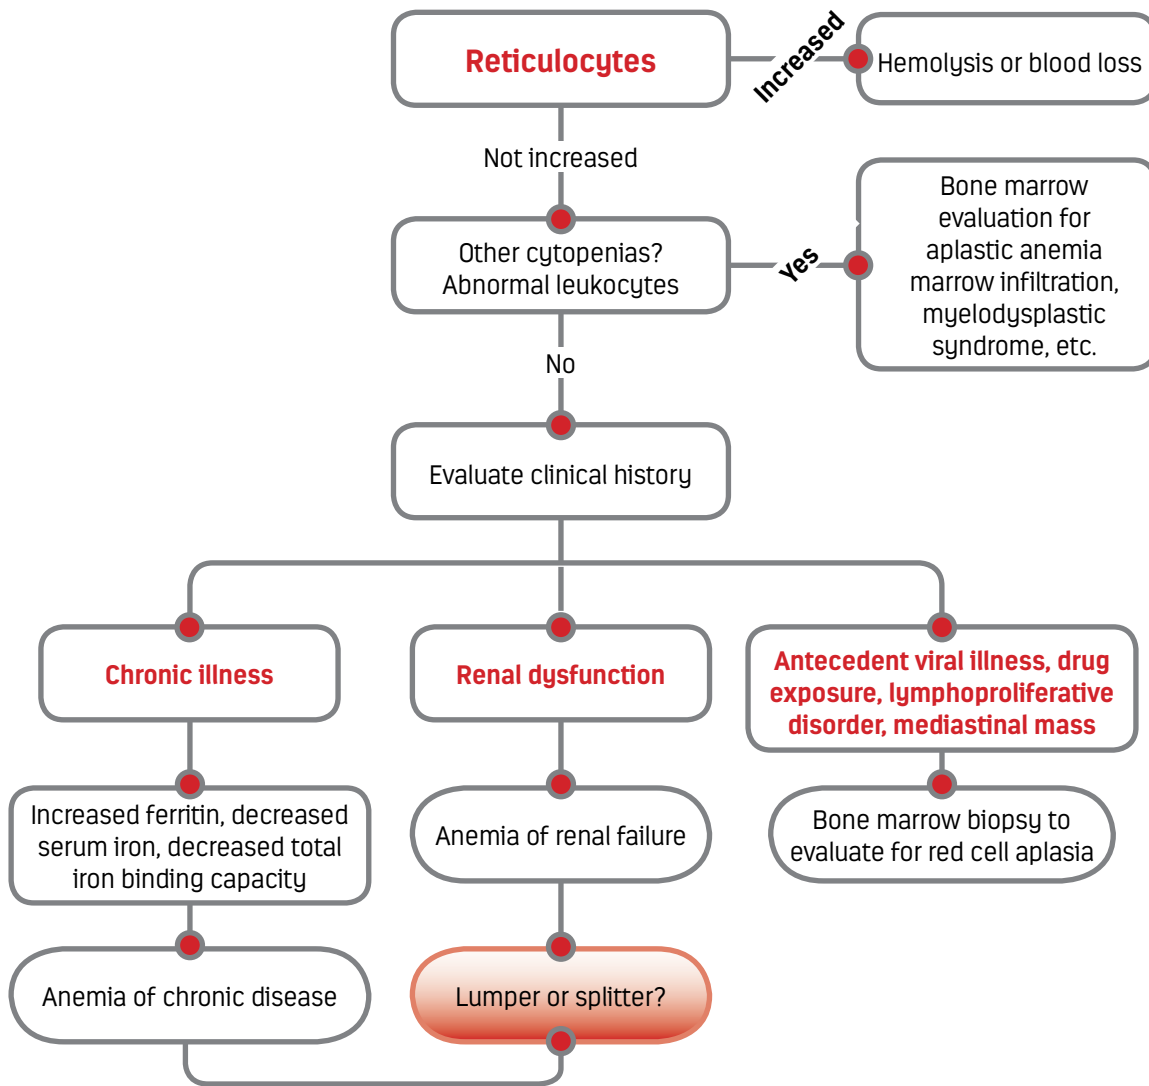 Reticulocytes
Increased
Hemolysis or blood loss
Not increased
Other cytopenias?
Abnormal leukocytes
Yes
Bone marrow
evaluation for
aplastic anemia
marrow infiltration,
myelodysplastic
syndrome, etc.
No
Evaluate clinical history
Chronic illness
Renal dysfunction
Antecedent viral illness, drug
exposure, lymphoproliferative
disorder, mediastinal mass
Increased ferritin, decreased
serum iron, decreased total
iron binding capacity
Anemia of renal failure
Bone marrow biopsy to
evaluate for red cell aplasia
Anemia of chronic disease
Lumper or splitter?